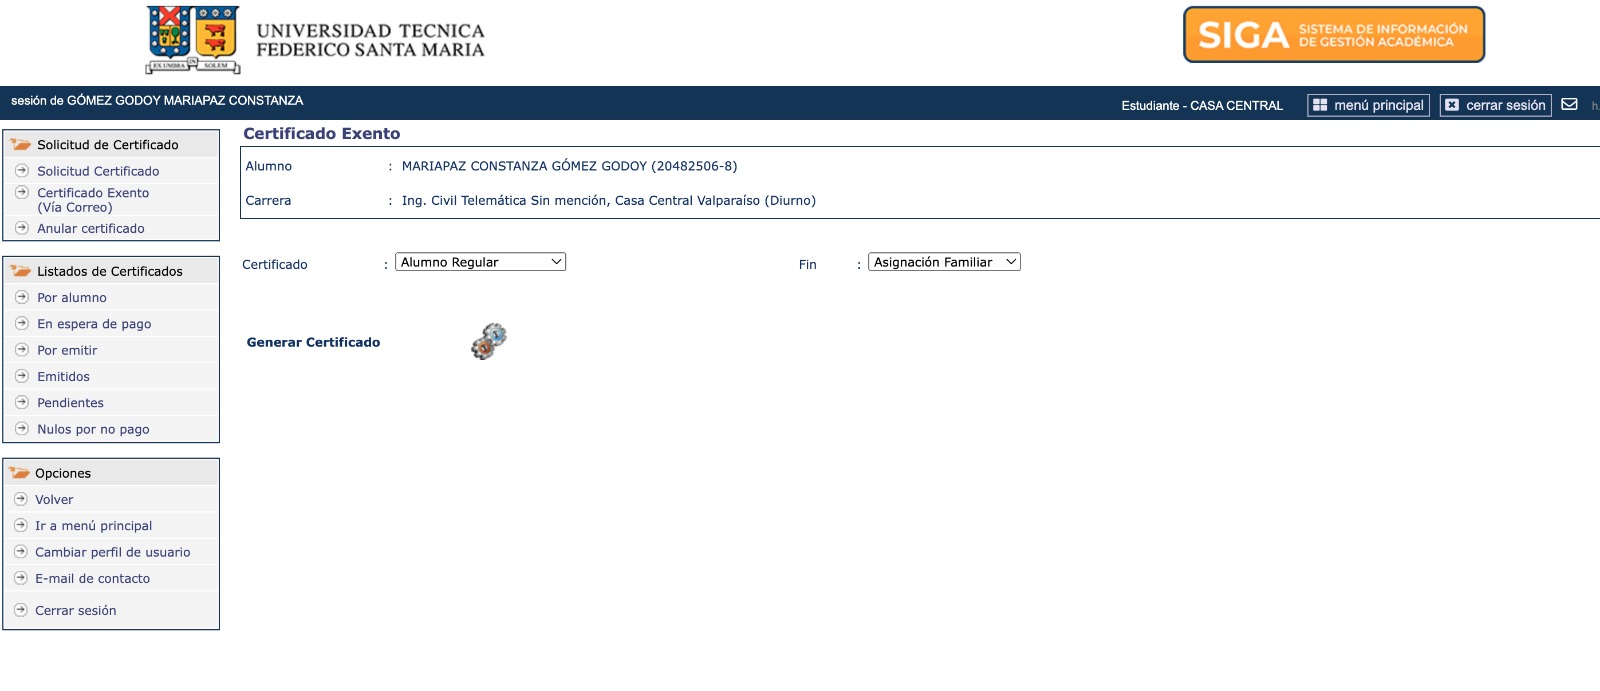 EX UMBRA IN SOLEM
UNIVERSIDAD TECNICA
FEDERICO SANTA MARIA
SIGA SISTEMA DE INFORMACIÓN
DE GESTIÓN ACADÉMICA
sesión de GÓMEZ GODOY MARIAPAZ CONSTANZA
Estudiante - CASA CENTRAL
menú principal
cerrar sesión
h.
Solicitud de Certificado
Solicitud Certificado
Certificado Exento
(Vía Correo)
Anular certificado
Listados de Certificados
Por alumno
En espera de pago
Por emitir
Emitidos
Pendientes
Nulos por no pago
Opciones
Volver
Ir a menú principal
Cambiar perfil de usuario
E-mail de contacto
Cerrar sesión
Certificado Exento
Alumno : MARIAPAZ CONSTANZA GÓMEZ GODOY (20482506-8)
Carrera : Ing. Civil Telemática Sin mención, Casa Central Valparaíso (Diurno)
Certificado : Alumno Regular
Fin : Asignación Familiar
Generar Certificado